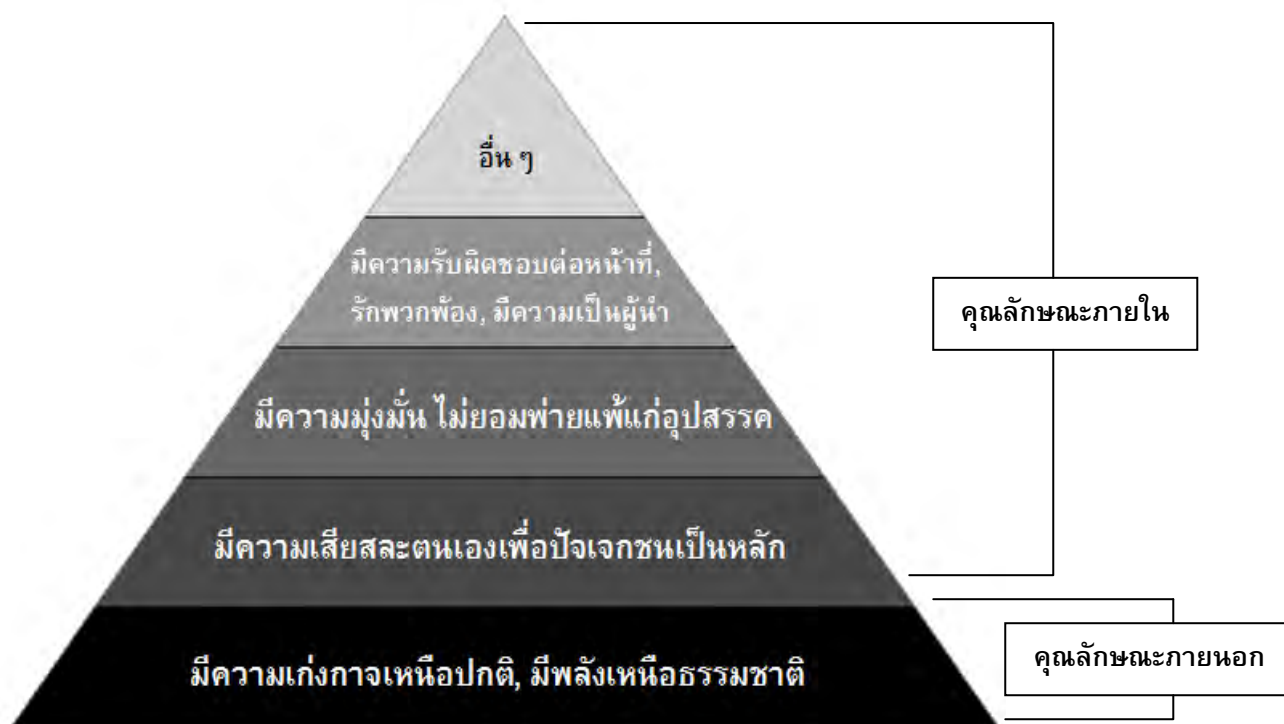 อื่น ๆ
มีความรับผิดชอบต่อหน้าที่,
รักพวกพ้อง, มีความเป็นผู้นำ
คุณลักษณะภายใน
มีความมุ่งมั่น ไม่ยอมพ่ายแพ้แก่อุปสรรค
มีความเสียสละตนเองเพื่อปัจเจกชนเป็นหลัก
มีความเก่งกาจเหนือปกติ, มีพลังเหนือธรรมชาติ
คุณลักษณะภายนอก